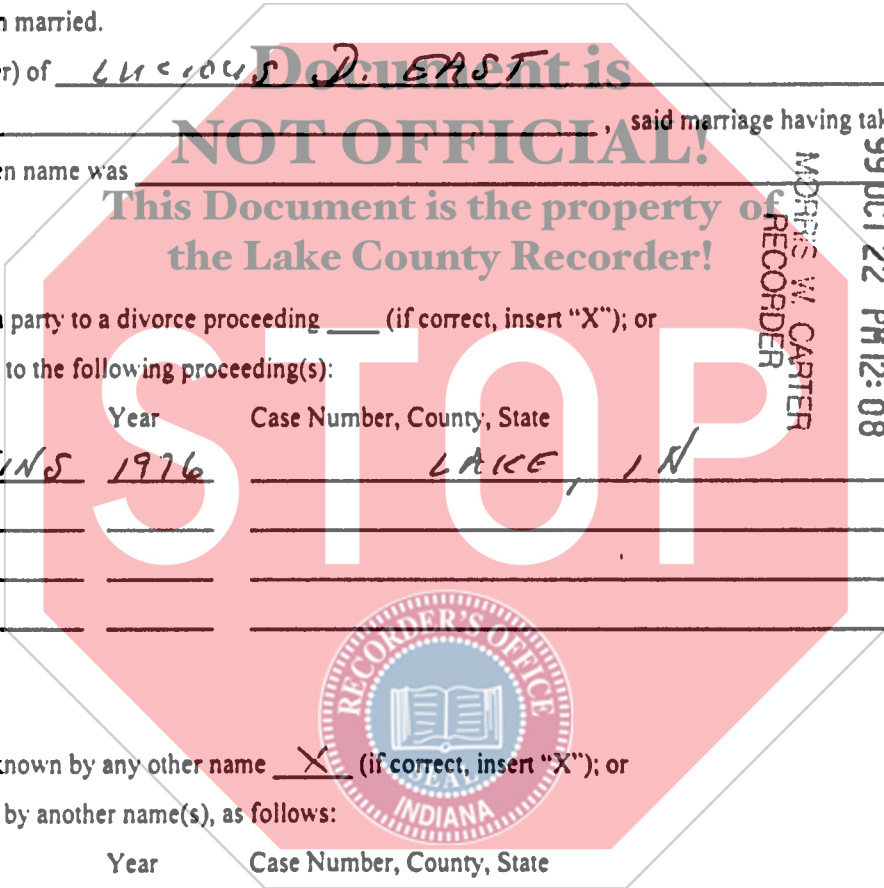 n married.
er) of LUCIOUS D. EAST
Document is
, said marriage having tak
NOT OFFICIAL!
en name was
This Document is the property of
the Lake County Recorder!
MORRIS W. CARTER
RECORDER
99 OCT 22 PM 12: 08
party to a divorce proceeding ___ (if correct, insert “X”); or
to the following proceeding(s):
Year Case Number, County, State
INS 1976 LAKE, IN
STOP
RECORDER'S OFFICE
SEAL
INDIANA
known by any other name X (if correct, insert “X”); or
by another name(s), as follows:
Year Case Number, County, State